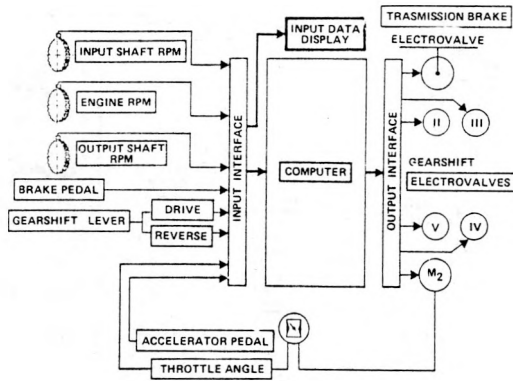 TRASMISSION BRAKE
INPUT DATA
DISPLAY
ELECTROVALVE
INPUT SHAFT RPM
ENGINE RPM
OUTPUT SHAFT
RPM
BRAKE PEDAL
GEARSHIFT LEVER
DRIVE
REVERSE
INPUT INTERFACE
COMPUTER
OUTPUT INTERFACE
II
III
GEARSHIFT
ELECTROVALVES
V
IV
M2
ACCELERATOR PEDAL
THROTTLE ANGLE